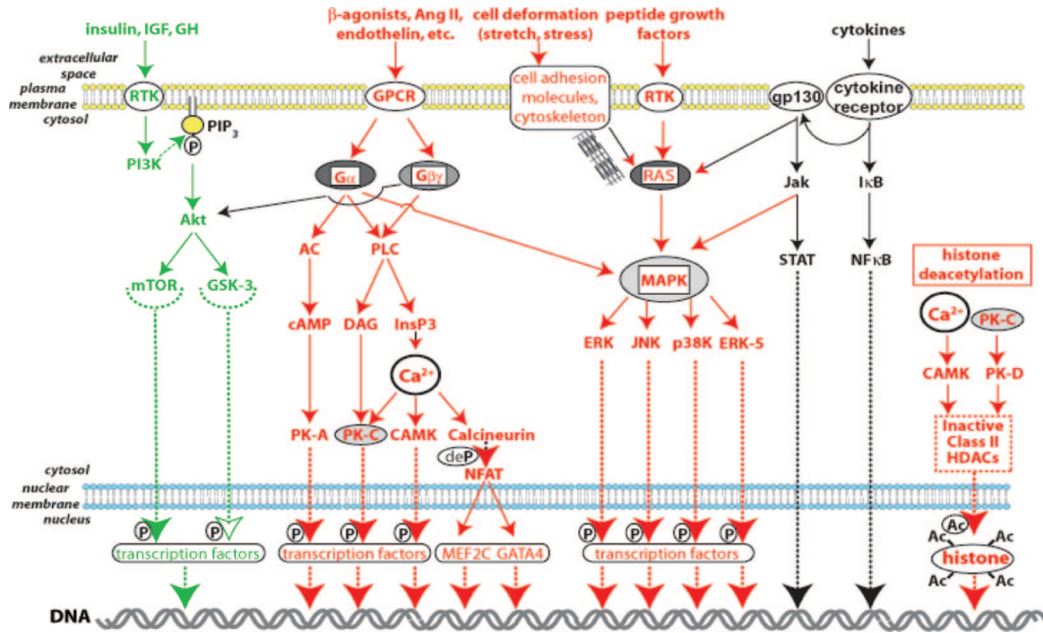 insulin, IGF, GH
β-agonists, Ang II,
endothelin, etc.
cell deformation
(stretch, stress)
peptide growth
factors
cytokines
extracellular
space
plasma
membrane
cytosol
RTK
PIP3
P
PI3K
GPCR
cell adhesion
molecules,
cytoskeleton
RTK
gp130
cytokine
receptor
Gα
Gβγ
RAS
Jak
IκB
Akt
mTOR
GSK-3
AC
PLC
MAPK
STAT
NFκB
histone
deacetylation
cAMP
DAG
InsP3
ERK
JNK
p38K
ERK-5
Ca2+
PK-C
Ca2+
CAMK
PK-D
PK-A
PK-C
CAMK
Calcineurin
deP
NFAT
Inactive
Class II
HDACs
cytosol
nuclear
membrane
nucleus
P
P
transcription factors
P
P
P
transcription factors
MEF2C GATA4
P
P
P
P
transcription factors
Ac
Ac
Ac
histone
Ac
Ac
DNA